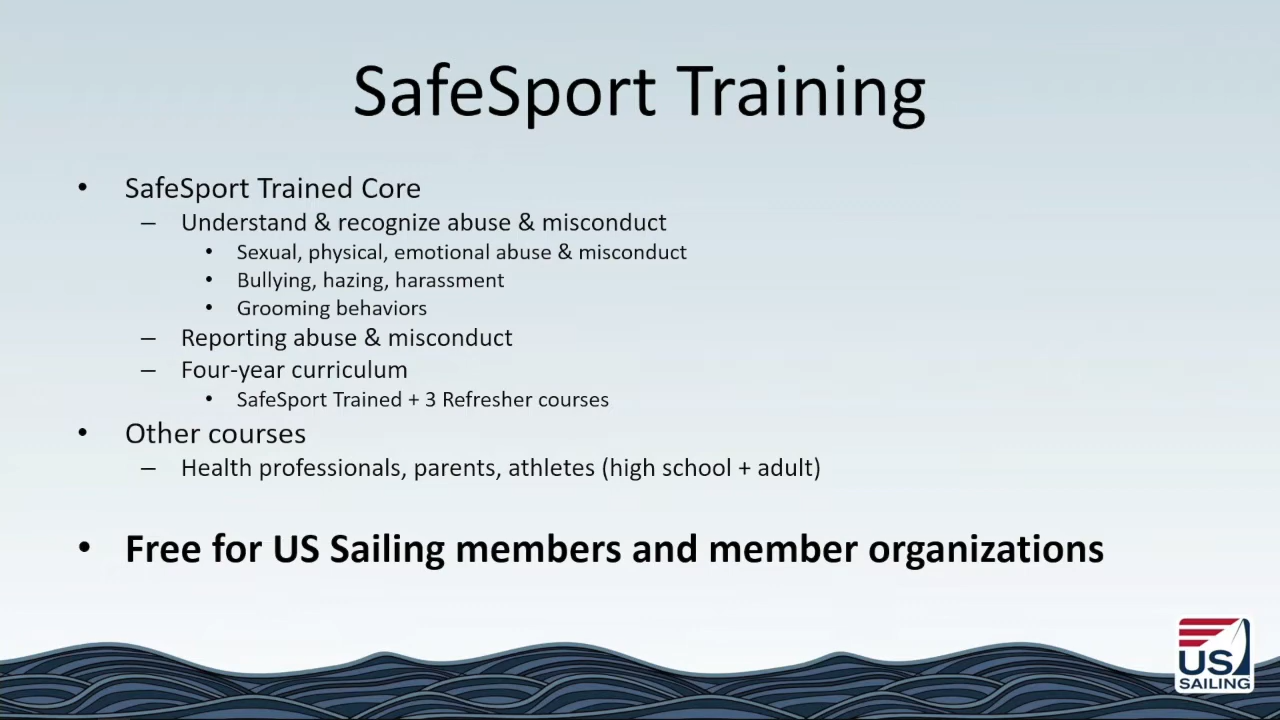 SafeSport Training
• SafeSport Trained Core
– Understand & recognize abuse & misconduct
• Sexual, physical, emotional abuse & misconduct
• Bullying, hazing, harassment
• Grooming behaviors
– Reporting abuse & misconduct
– Four-year curriculum
• SafeSport Trained + 3 Refresher courses
• Other courses
– Health professionals, parents, athletes (high school + adult)
• Free for US Sailing members and member organizations
US
SAILING